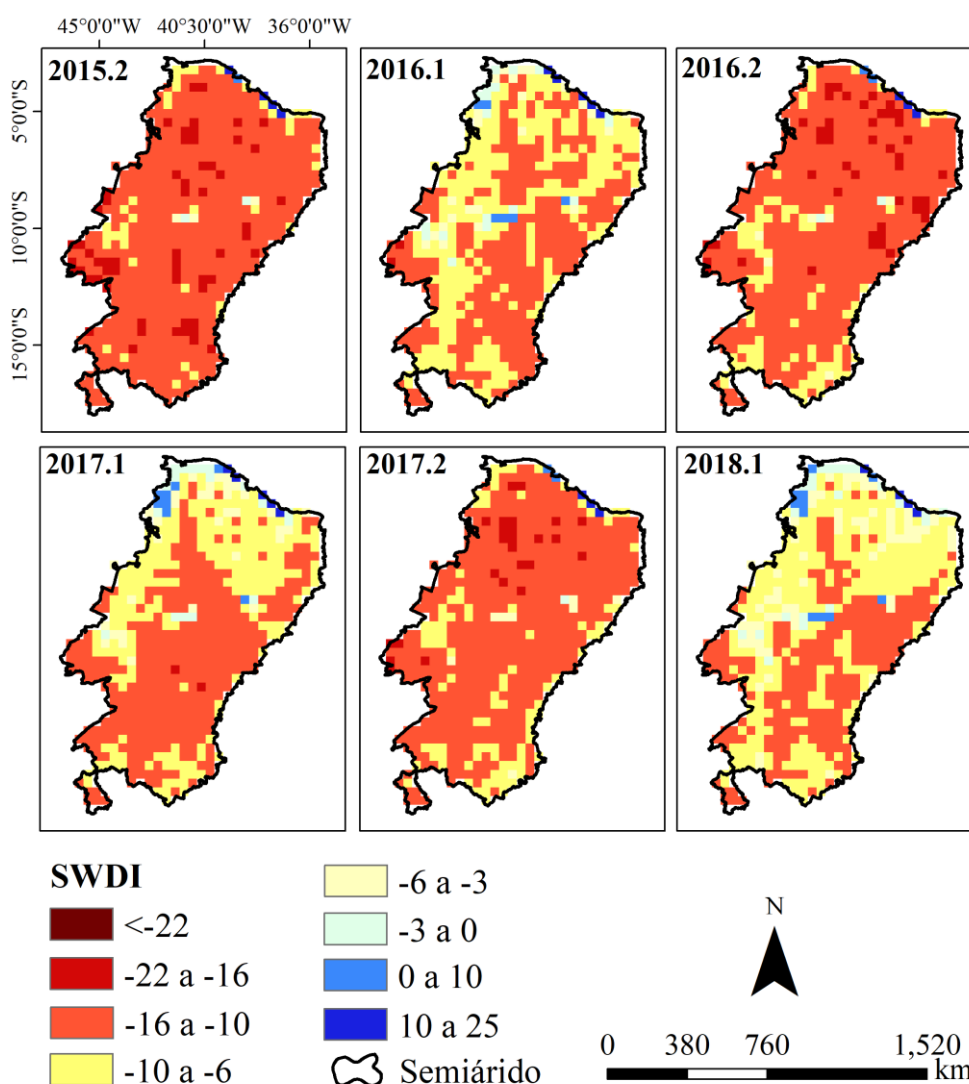 45°0'0"W 40°30'0"W 36°0'0"W
2015.2 2016.1 2016.2
5°0'0"S
10°0'0"S
15°0'0"S
2017.1 2017.2 2018.1
SWDI
<-22
-22 a -16
-16 a -10
-10 a -6
-6 a -3
-3 a 0
0 a 10
10 a 25
Semiárido
N
0 380 760 1,520
km